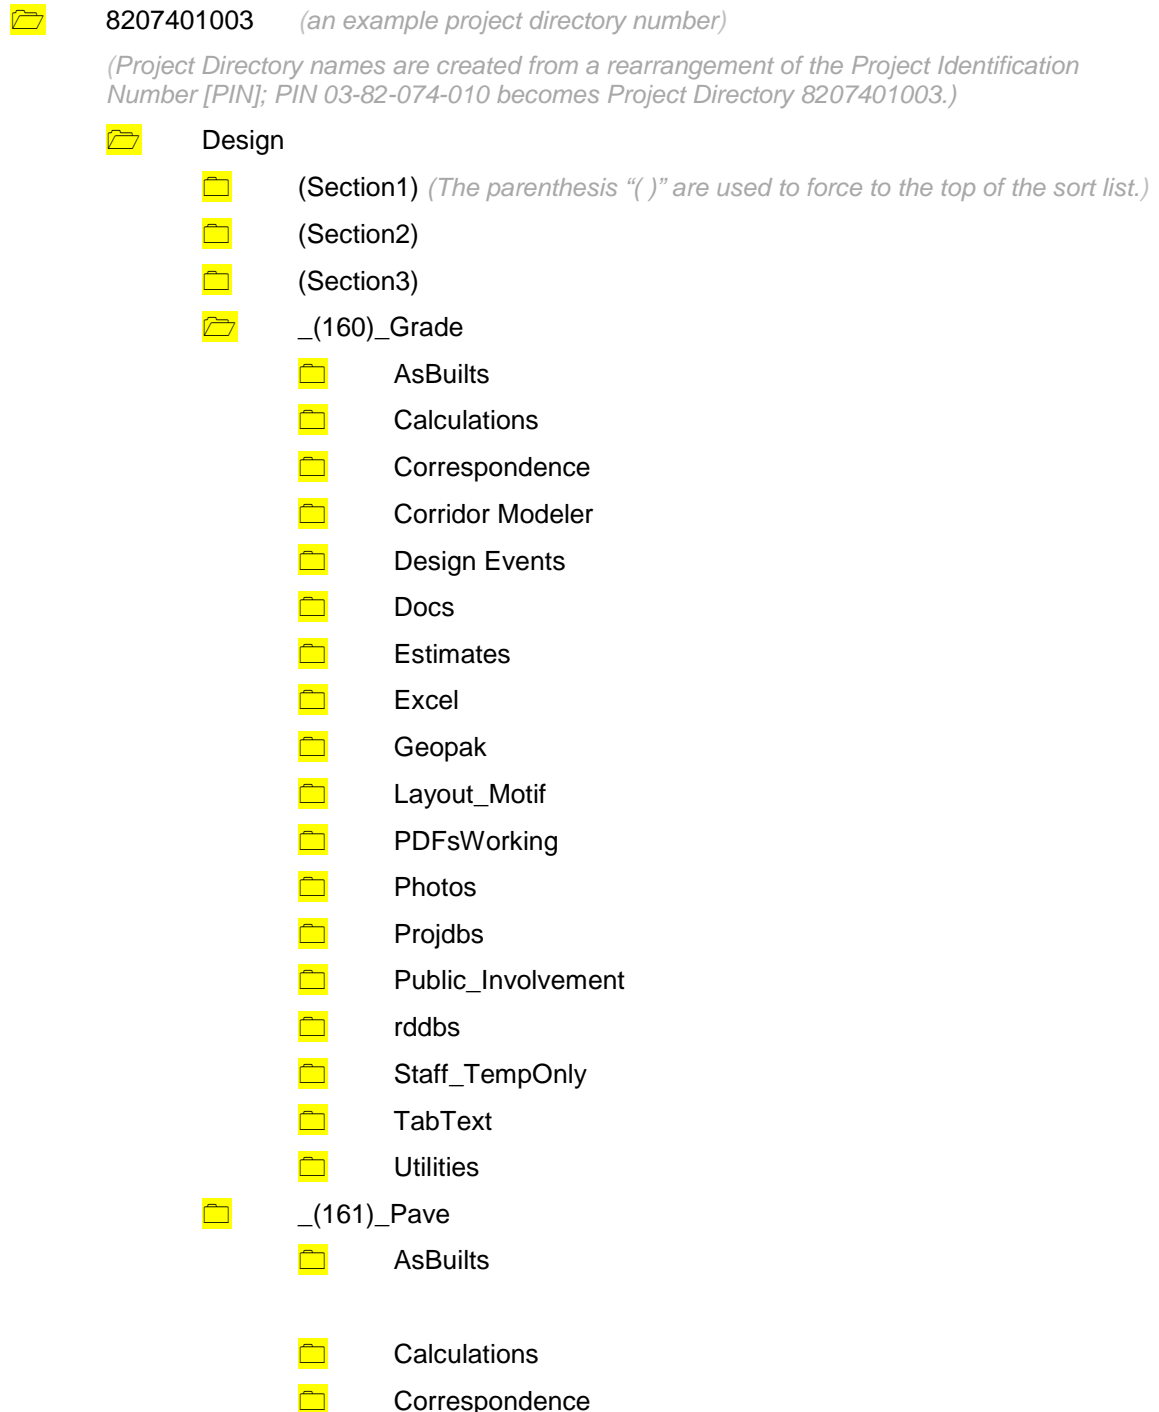 8207401003 (an example project directory number)
(Project Directory names are created from a rearrangement of the Project Identification
Number [PIN]; PIN 03-82-074-010 becomes Project Directory 8207401003.)
Design
(Section1) (The parenthesis “( )” are used to force to the top of the sort list.)
(Section2)
(Section3)
_(160)_Grade
AsBuilts
Calculations
Correspondence
Corridor Modeler
Design Events
Docs
Estimates
Excel
Geopak
Layout_Motif
PDFsWorking
Photos
Projdbs
Public_Involvement
rddbs
Staff_TempOnly
TabText
Utilities
_(161)_Pave
AsBuilts
Calculations
Correspondence